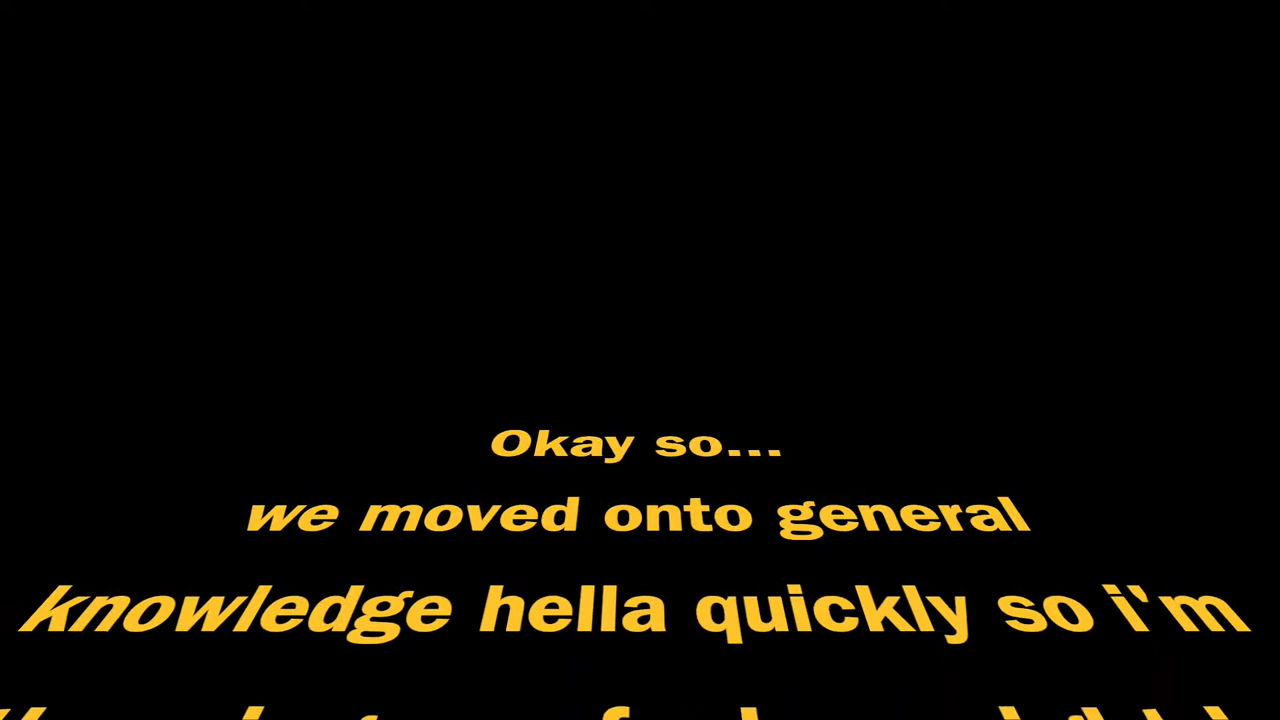 Okay so...
we moved onto general
knowledge hella quickly so i'm